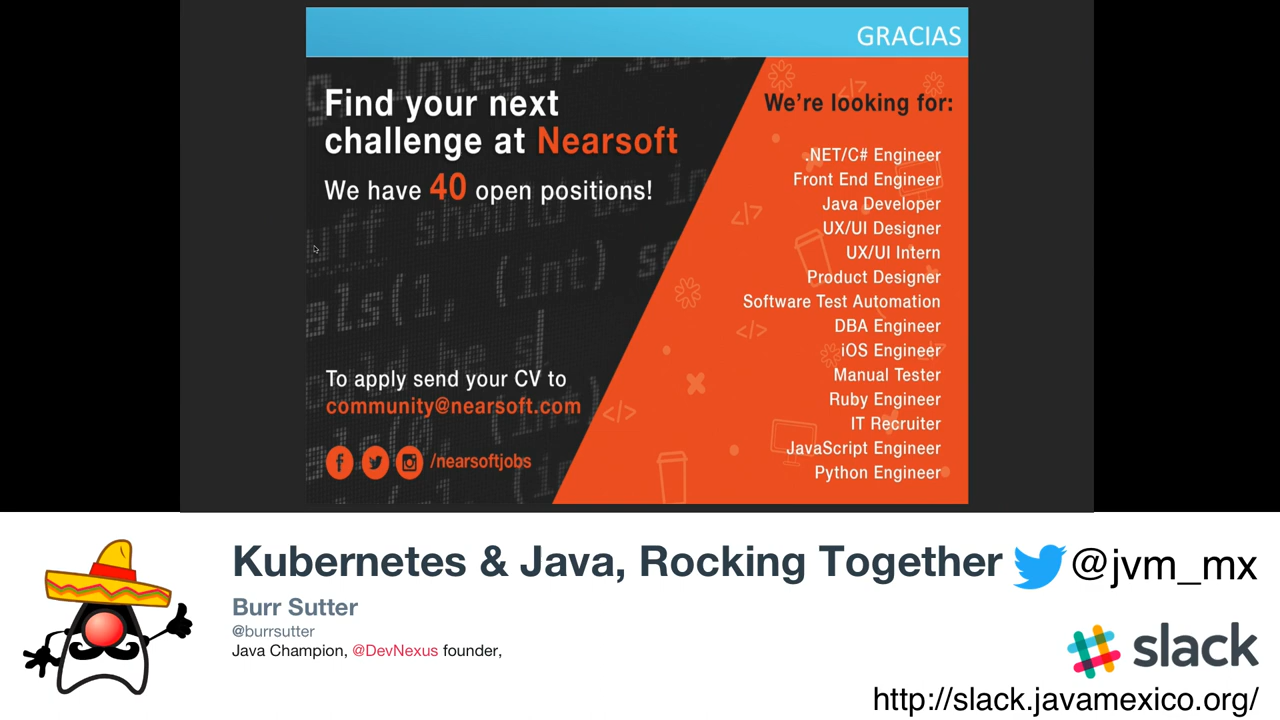 GRACIAS
Find your next
challenge at Nearsoft
We have 40 open positions!
To apply send your CV to
community@nearsoft.com
/nearsoftjobs
We're looking for:
.NET/C# Engineer
Front End Engineer
Java Developer
UX/UI Designer
UX/UI Intern
Product Designer
Software Test Automation
DBA Engineer
iOS Engineer
Manual Tester
Ruby Engineer
IT Recruiter
JavaScript Engineer
Python Engineer
Kubernetes & Java, Rocking Together
Burr Sutter
@burrsutter
Java Champion, @DevNexus founder,
@jvm_mx
slack
http://slack.javamexico.org/